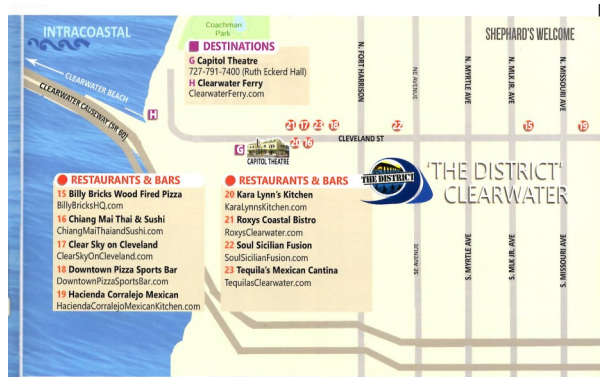 Coachman
Park
INTRACOASTAL
SHEPHARD'S WELCOME
DESTINATIONS
G Capitol Theatre
727-791-7400 (Ruth Eckerd Hall)
H Clearwater Ferry
ClearwaterFerry.com
CLEARWATER BEACH
CLEARWATER CAUSEWAY (SR 60)
H
N. FORT HARRISON
NE AVENUE
N. MYRTLE AVE
N. MLK JR. AVE
N. MISSOURI AVE
21 17 23 18 22 15 19
CLEVELAND ST
20 16
G
CAPITOL THEATRE
THE DISTRICT
'THE DISTRICT'
CLEARWATER
RESTAURANTS & BARS
15 Billy Bricks Wood Fired Pizza
BillyBricksHQ.com
16 Chiang Mai Thai & Sushi
ChiangMaiThaiandSushi.com
17 Clear Sky on Cleveland
ClearSkyOnCleveland.com
18 Downtown Pizza Sports Bar
DowntownPizzaSportsBar.com
19 Hacienda Corralejo Mexican
HaciendaCorralejoMexicanKitchen.com
RESTAURANTS & BARS
20 Kara Lynn's Kitchen
KaraLynnsKitchen.com
21 Roxys Coastal Bistro
RoxysClearwater.com
22 Soul Sicilian Fusion
SoulSicilianFusion.com
23 Tequila's Mexican Cantina
TequilasClearwater.com
SE AVENUE
S. MYRTLE AVE
S. MLK JR. AVE
S. MISSOURI AVE